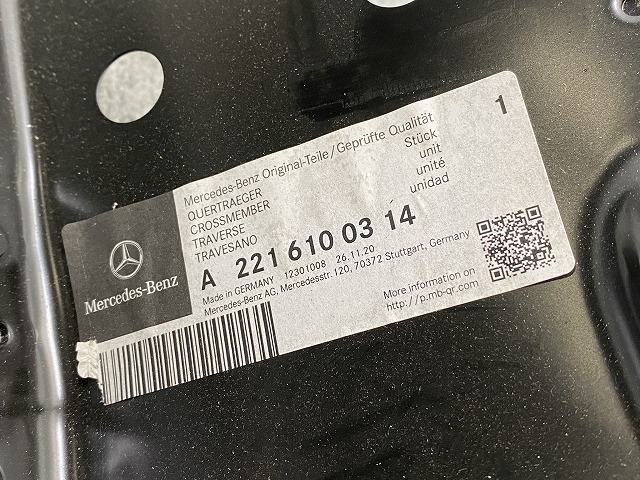 Mercedes-Benz Original-Teile/Geprüfte Qualität
QUERTRAEGER Stück 1
CROSSMEMBER unit
TRAVERSE unité
TRAVESANO unidad
A 221 610 03 14
Made in GERMANY 12301008 26.11.20
Mercedes-Benz AG, Mercedesstr.120, 70372 Stuttgart, Germany
Mercedes-Benz
More information on
http://p.mb-qr.com